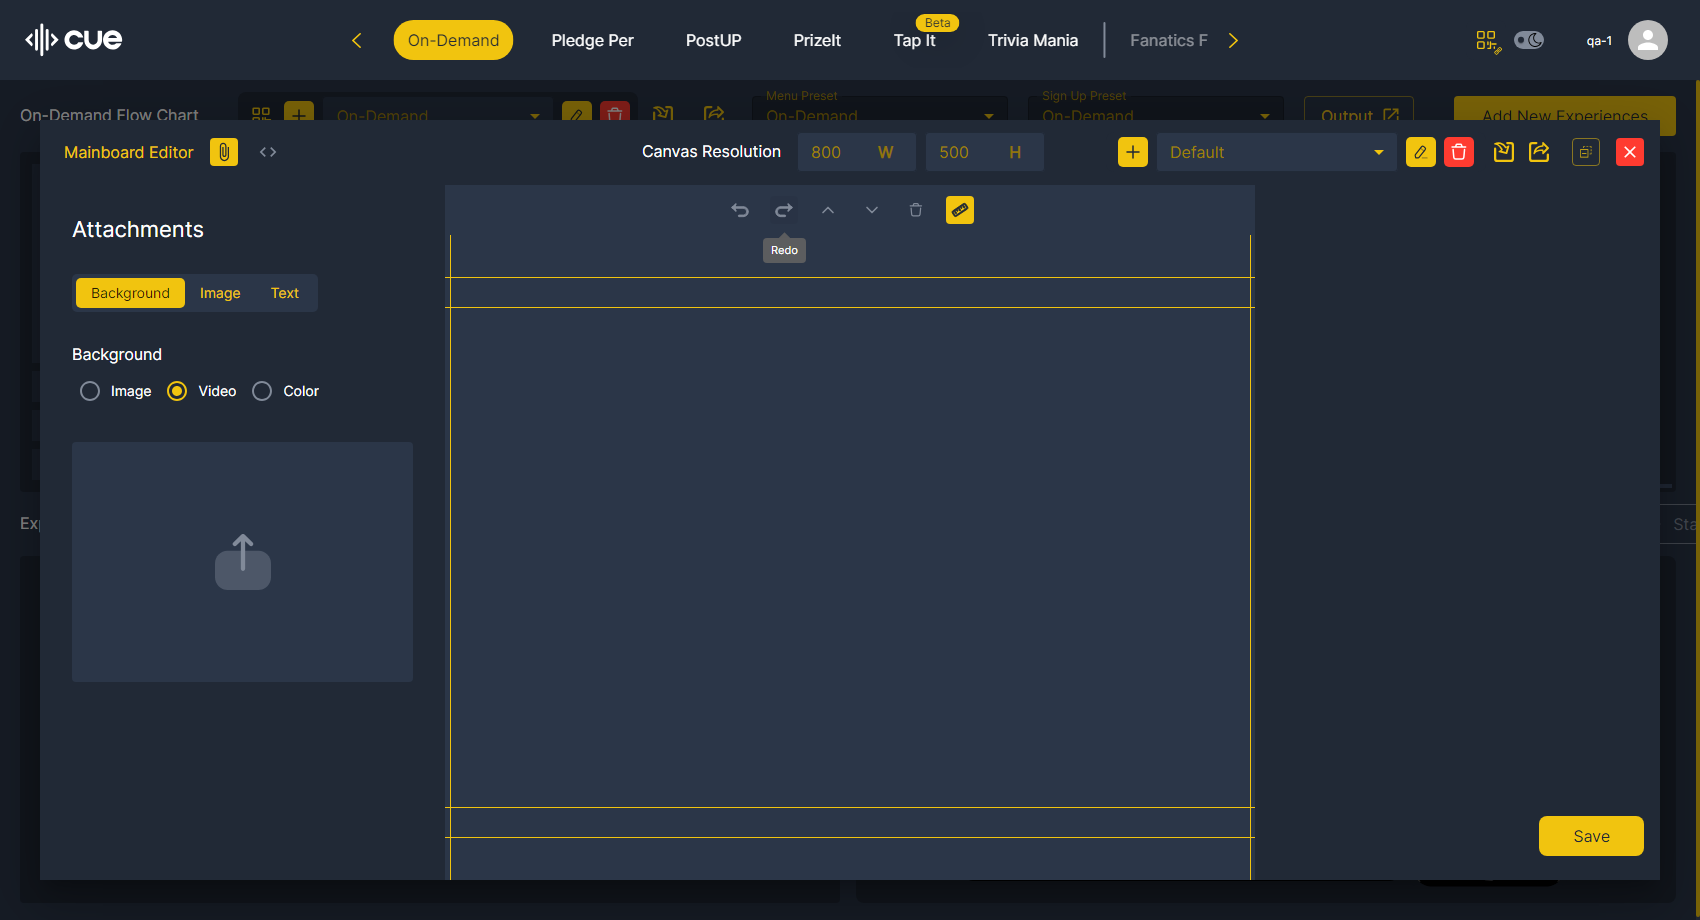 cue
On-Demand
Pledge Per
PostUP
PrizeIt
Beta
Tap It
Trivia Mania
Fanatics F
qa-1
On-Demand Flow Chart
On-Demand
Menu Preset
On-Demand
Sign Up Preset
On-Demand
Output
Add New Experiences
Mainboard Editor
Canvas Resolution
800 W
500 H
Default
Attachments
Redo
Background
Image
Text
Background
Image
Video
Color
Exp
Sta
Save